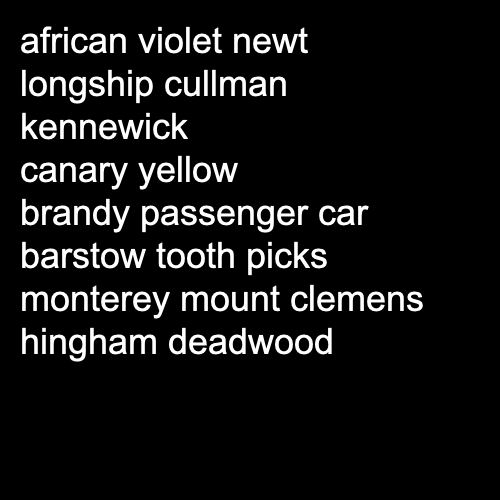 african violet newt
longship cullman
kennewick
canary yellow
brandy passenger car
barstow tooth picks
monterey mount clemens
hingham deadwood